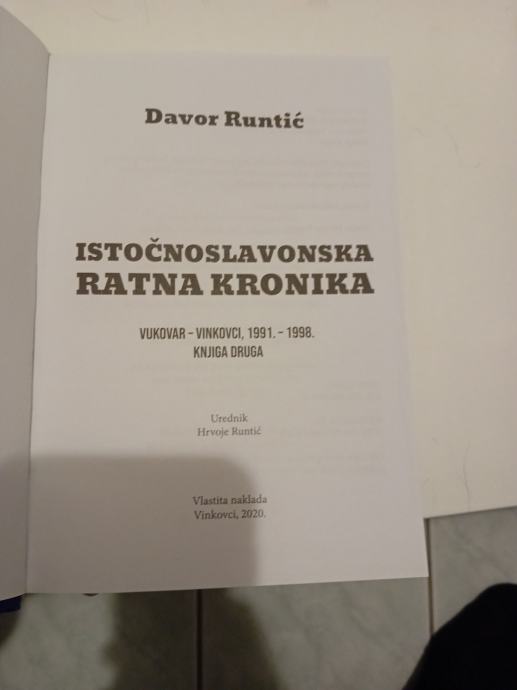 Davor Runtić
ISTOČNOSLAVONSKA
RATNA KRONIKA
VUKOVAR – VINKOVCI, 1991. – 1998.
KNJIGA DRUGA
Urednik
Hrvoje Runtić
Vlastita naklada
Vinkovci, 2020.